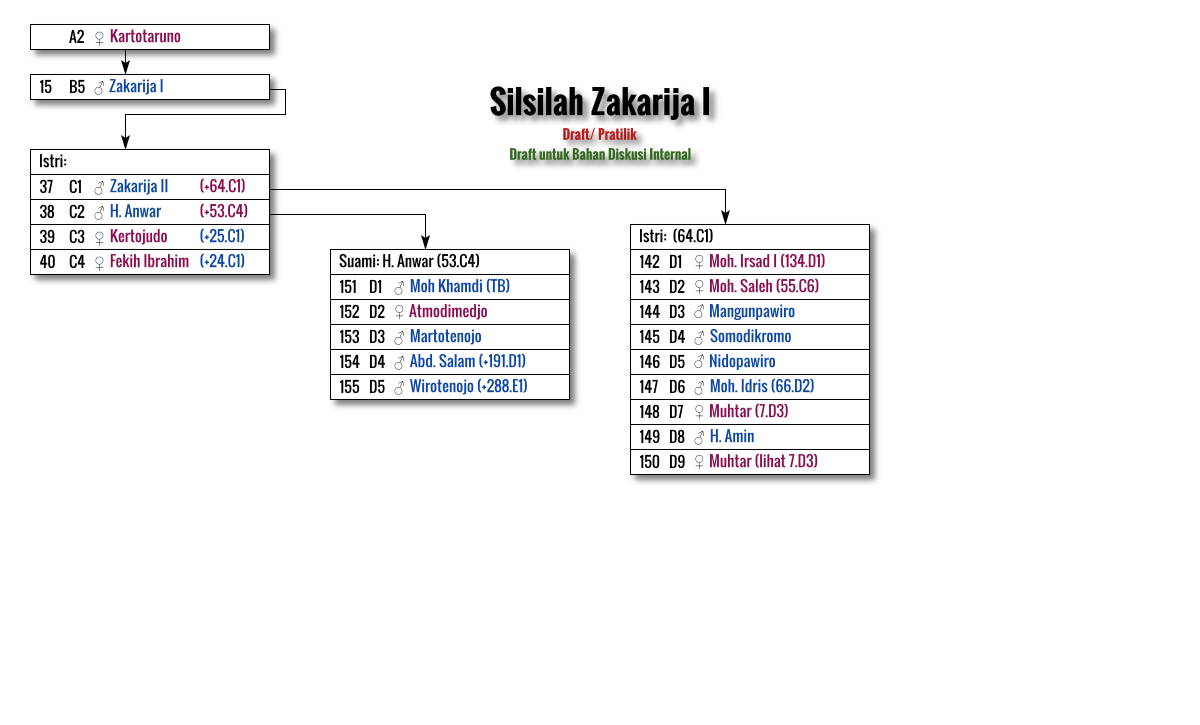 A2 ♀ Kartotaruno
15 B5 ♂ Zakarija I
Silsilah Zakarija I
Draft/ Pratilik
Draft untuk Bahan Diskusi Internal
Istri:
37 C1 ♂ Zakarija II (+64.C1)
38 C2 ♂ H. Anwar (+53.C4)
39 C3 ♀ Kertojudo (+25.C1)
40 C4 ♀ Fekih Ibrahim (+24.C1)
Suami: H. Anwar (53.C4)
151 D1 ♂ Moh Khamdi (TB)
152 D2 ♀ Atmodimedjo
153 D3 ♂ Martotenojo
154 D4 ♂ Abd. Salam (+191.D1)
155 D5 ♂ Wirotenojo (+288.E1)
Istri: (64.C1)
142 D1 ♀ Moh. Irsad I (134.D1)
143 D2 ♀ Moh. Saleh (55.C6)
144 D3 ♂ Mangunpawiro
145 D4 ♂ Somodikromo
146 D5 ♂ Nidopawiro
147 D6 ♂ Moh. Idris (66.D2)
148 D7 ♀ Muhtar (7.D3)
149 D8 ♂ H. Amin
150 D9 ♀ Muhtar (lihat 7.D3)